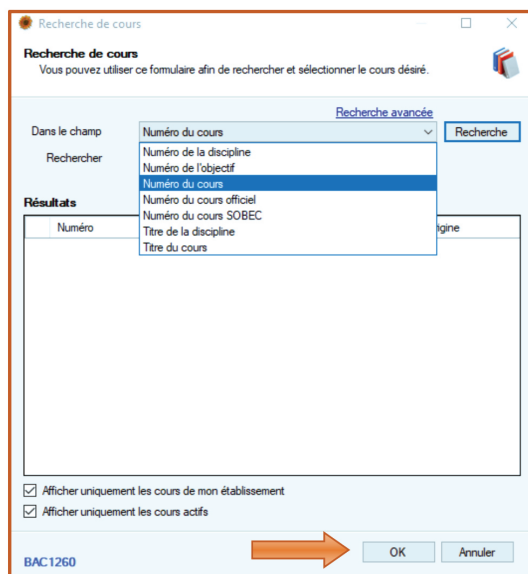 Recherche de cours
Recherche de cours
Vous pouvez utiliser ce formulaire afin de rechercher et sélectionner le cours désiré.
Recherche avancée
Dans le champ Numéro du cours Recherche
Rechercher
Numéro de la discipline
Numéro de l'objectif
Numéro du cours
Numéro du cours officiel
Numéro du cours SOBEC
Titre de la discipline
Titre du cours
Résultats
Numéro igine
Afficher uniquement les cours de mon établissement
Afficher uniquement les cours actifs
OK Annuler
BAC1260